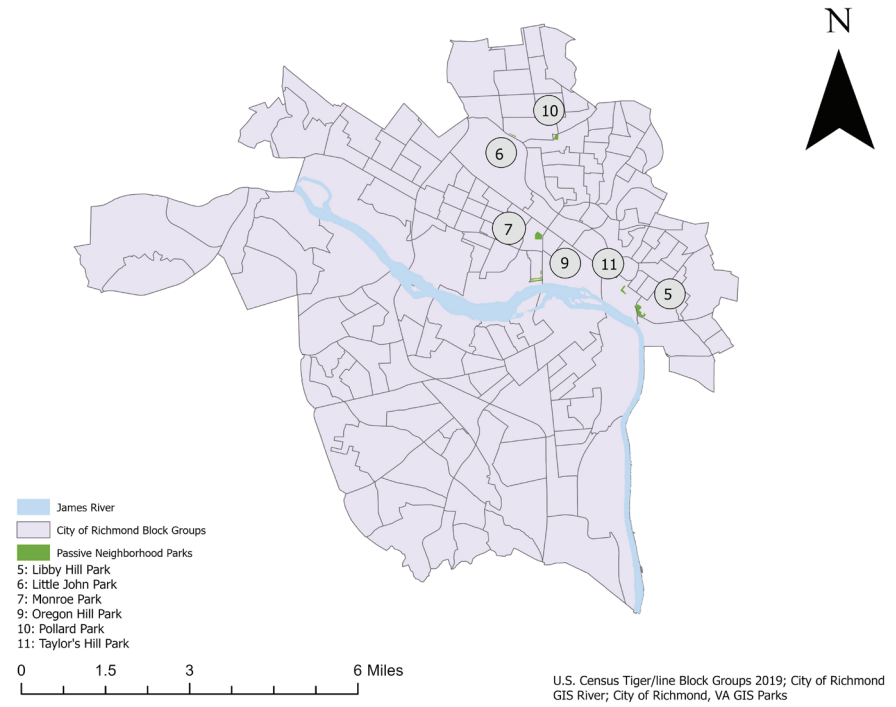 N
10
6
7
9
11
5
James River
City of Richmond Block Groups
Passive Neighborhood Parks
5: Libby Hill Park
6: Little John Park
7: Monroe Park
9: Oregon Hill Park
10: Pollard Park
11: Taylor's Hill Park
0 1.5 3 6 Miles
U.S. Census Tiger/line Block Groups 2019; City of Richmond
GIS River; City of Richmond, VA GIS Parks